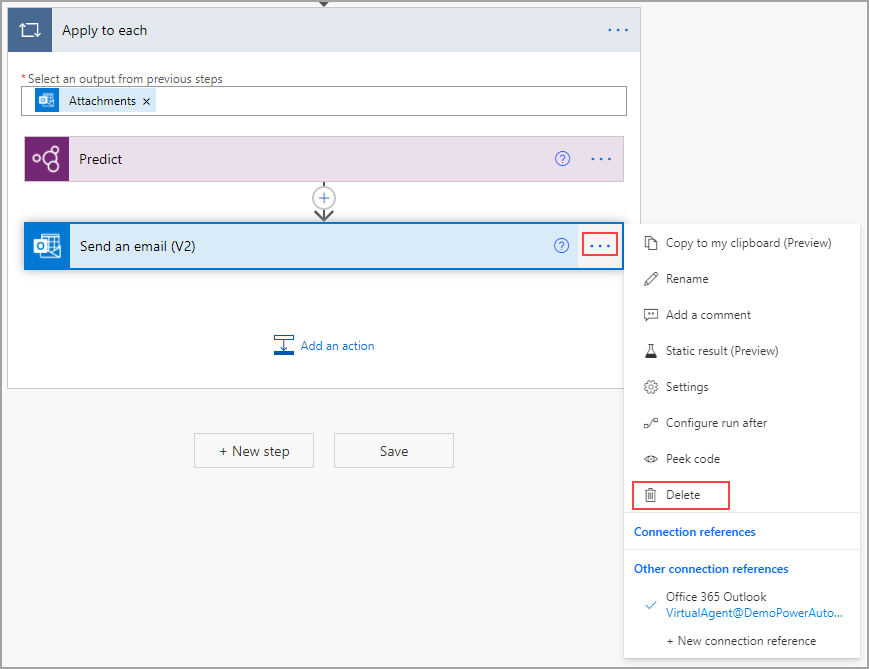 Apply to each
* Select an output from previous steps
Attachments ×
Predict
?
Send an email (V2)
?
Add an action
+ New step
Save
Copy to my clipboard (Preview)
Rename
Add a comment
Static result (Preview)
Settings
Configure run after
Peek code
Delete
Connection references
Other connection references
Office 365 Outlook
VirtualAgent@DemoPowerAuto...
+ New connection reference